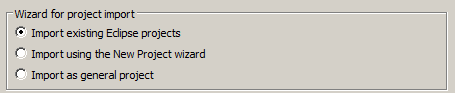 Wizard for project import
Import existing Eclipse projects
Import using the New Project wizard
Import as general project